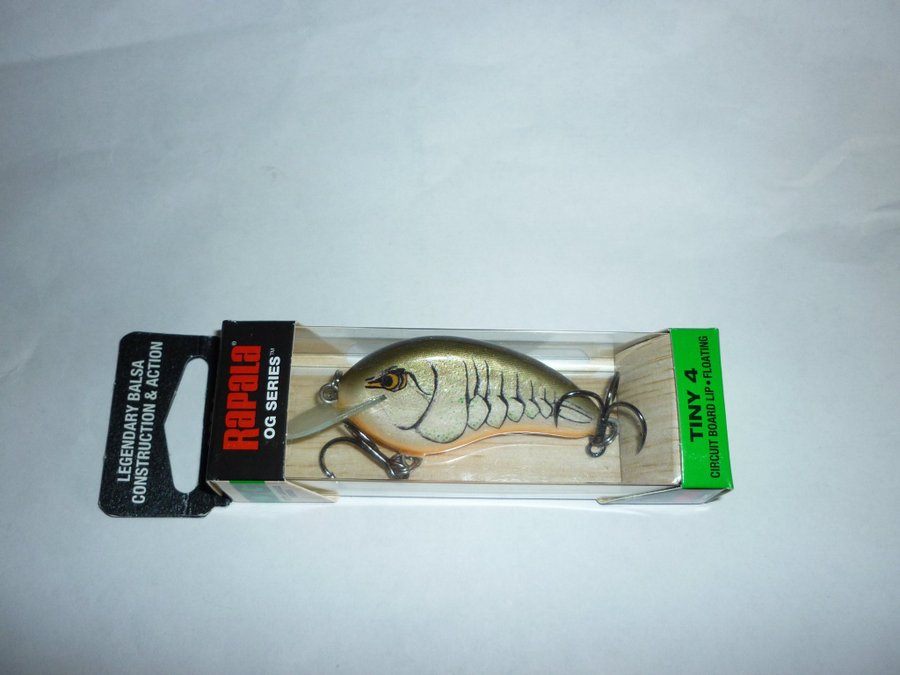 LEGENDARY BALSA
CONSTRUCTION & ACTION
Rapala
OG SERIES™
TINY 4
CIRCUIT BOARD LIP • FLOATING